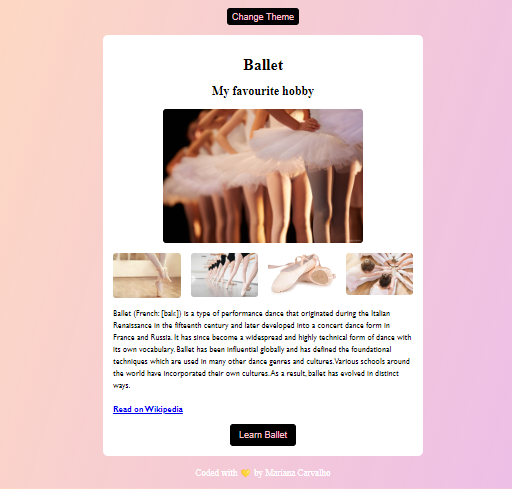 Change Theme
Ballet
My favourite hobby
Ballet (French: [balɛ]) is a type of performance dance that originated during the Italian
Renaissance in the fifteenth century and later developed into a concert dance form in
France and Russia. It has since become a widespread and highly technical form of dance with
its own vocabulary. Ballet has been influential globally and has defined the foundational
techniques which are used in many other dance genres and cultures. Various schools around
the world have incorporated their own cultures. As a result, ballet has evolved in distinct
ways.
Read on Wikipedia
Learn Ballet
Coded with 💛 by Mariana Carvalho